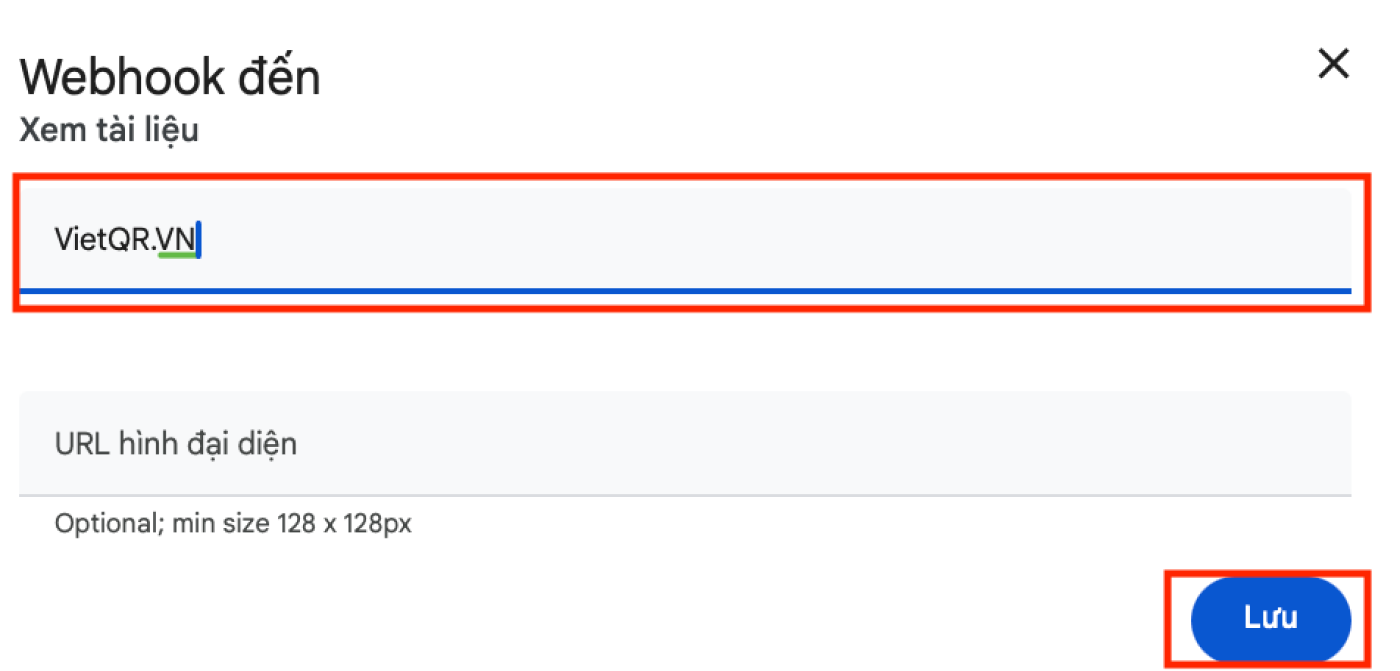 Webhook đến
Xem tài liệu
VietQR.VN
URL hình đại diện
Optional; min size 128 x 128px
Lưu